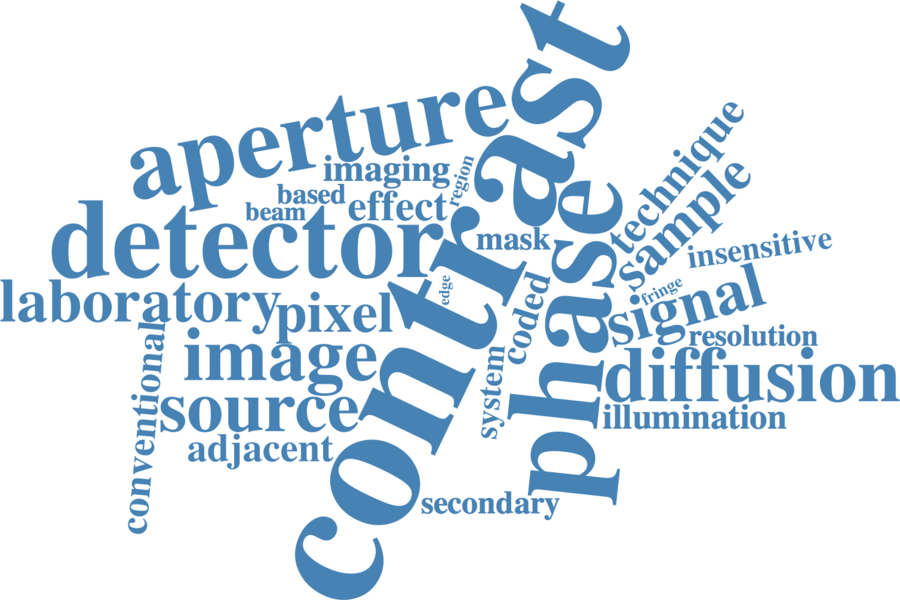 contrast
aperture
technique
imaging
region
sample
based
beam
effect
phase
detector
mask
insensitive
edge
fringe
laboratory
pixel
coded
signal
resolution
image
conventional
system
diffusion
source
illumination
adjacent
secondary